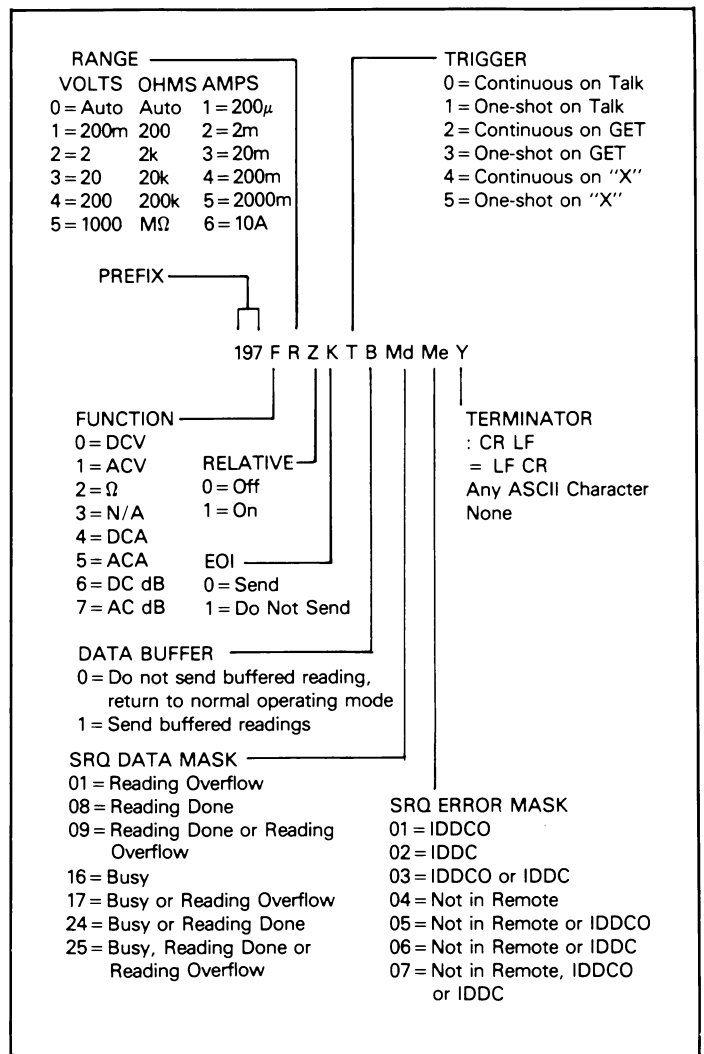 RANGE
VOLTS OHMS AMPS
0 = Auto Auto 1 = 200μ
1 = 200m 200 2 = 2m
2 = 2 2k 3 = 20m
3 = 20 20k 4 = 200m
4 = 200 200k 5 = 2000m
5 = 1000 MΩ 6 = 10A
TRIGGER
0 = Continuous on Talk
1 = One-shot on Talk
2 = Continuous on GET
3 = One-shot on GET
4 = Continuous on "X"
5 = One-shot on "X"
PREFIX
197 F R Z K T B Md Me Y
FUNCTION
0 = DCV
1 = ACV
2 = Ω
3 = N/A
4 = DCA
5 = ACA
6 = DC dB
7 = AC dB
RELATIVE
0 = Off
1 = On
EOI
0 = Send
1 = Do Not Send
TERMINATOR
: CR LF
= LF CR
Any ASCII Character
None
DATA BUFFER
0 = Do not send buffered reading,
return to normal operating mode
1 = Send buffered readings
SRQ DATA MASK
01 = Reading Overflow
08 = Reading Done
09 = Reading Done or Reading
Overflow
16 = Busy
17 = Busy or Reading Overflow
24 = Busy or Reading Done
25 = Busy, Reading Done or
Reading Overflow
SRQ ERROR MASK
01 = IDDCO
02 = IDDC
03 = IDDCO or IDDC
04 = Not in Remote
05 = Not in Remote or IDDCO
06 = Not in Remote or IDDC
07 = Not in Remote, IDDCO
or IDDC